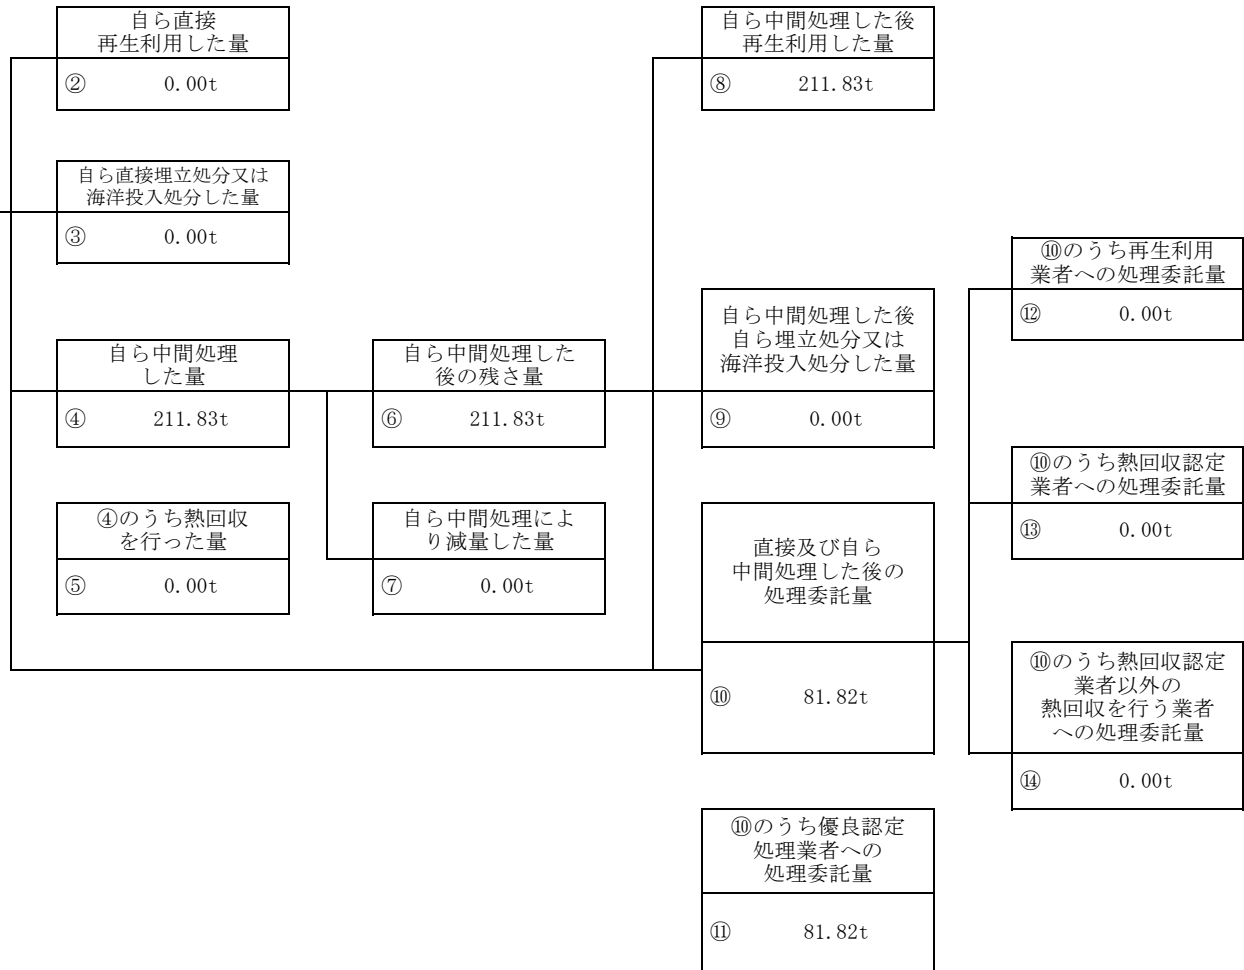 自ら直接
再生利用した量
② 0.00t
自ら直接埋立処分又は
海洋投入処分した量
③ 0.00t
自ら中間処理
した量
④ 211.83t
④のうち熱回収
を行った量
⑤ 0.00t
自ら中間処理した
後の残さ量
⑥ 211.83t
自ら中間処理によ
り減量した量
⑦ 0.00t
自ら中間処理した後
再生利用した量
⑧ 211.83t
自ら中間処理した後
自ら埋立処分又は
海洋投入処分した量
⑨ 0.00t
直接及び自ら
中間処理した後の
処理委託量
⑩ 81.82t
⑩のうち優良認定
処理業者への
処理委託量
⑪ 81.82t
⑩のうち再生利用
業者への処理委託量
⑫ 0.00t
⑩のうち熱回収認定
業者への処理委託量
⑬ 0.00t
⑩のうち熱回収認定
業者以外の
熱回収を行う業者
への処理委託量
⑭ 0.00t